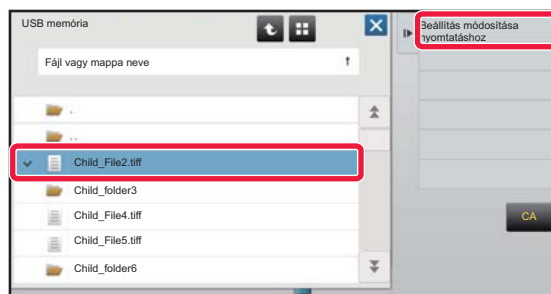 USB memória
Beállítás módosítása
nyomtatáshoz
Fájl vagy mappa neve
.
..
Child_File2.tiff
Child_folder3
Child_File4.tiff
Child_File5.tiff
Child_folder6
CA